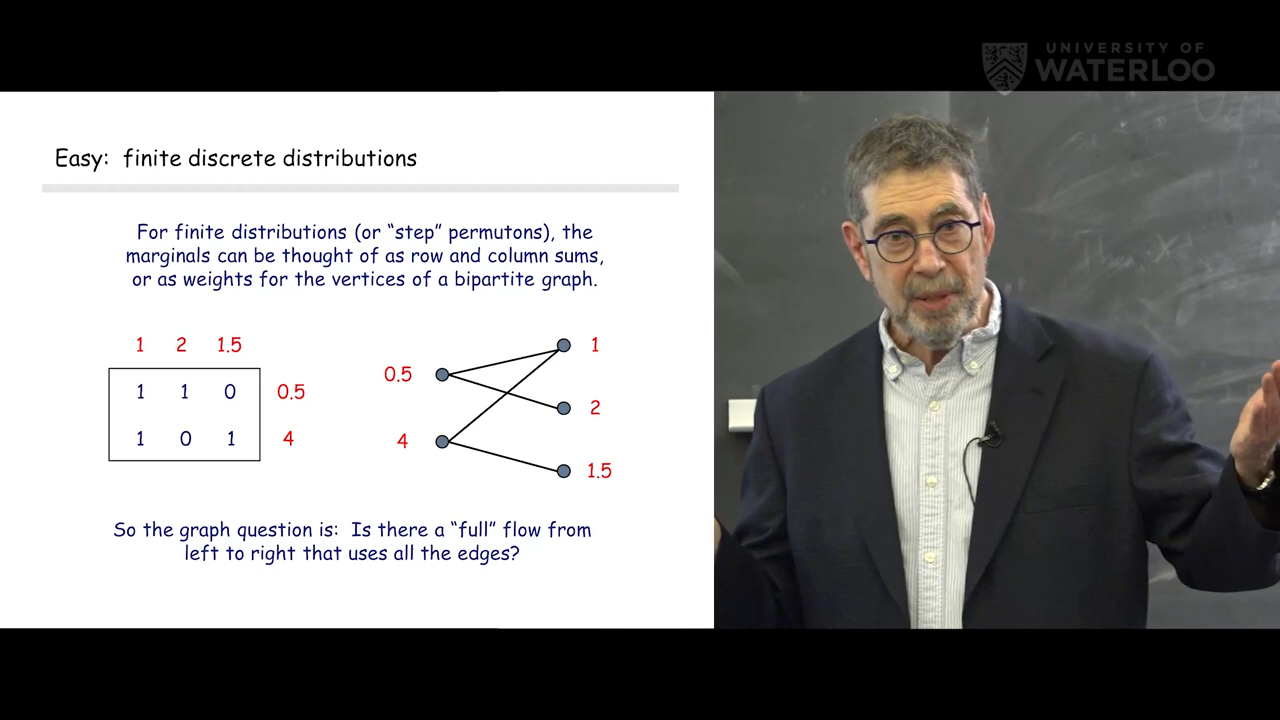 UNIVERSITY OF
WATERLOO
Easy: finite discrete distributions
For finite distributions (or “step” permutons), the
marginals can be thought of as row and column sums,
or as weights for the vertices of a bipartite graph.
1 2 1.5
1 1 0 0.5
1 0 1 4
0.5
4
1
2
1.5
So the graph question is: Is there a “full” flow from
left to right that uses all the edges?